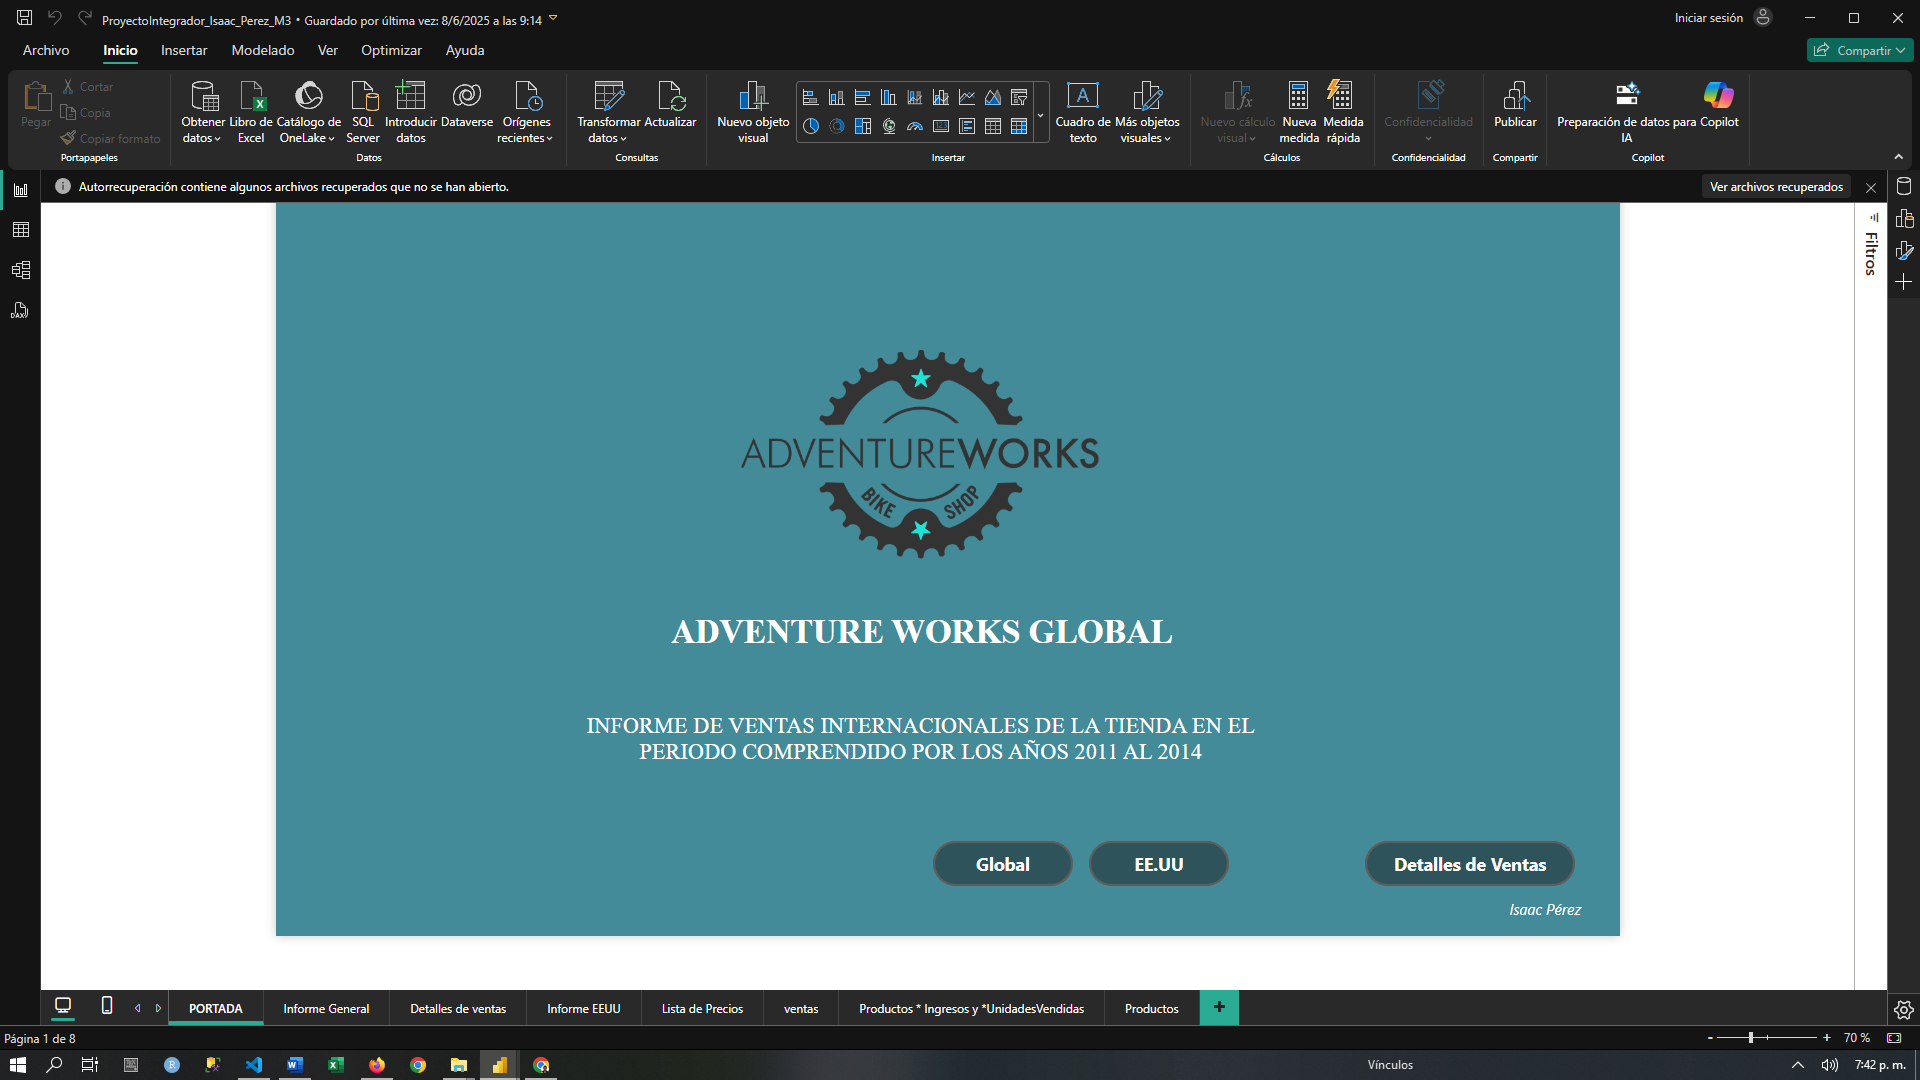 ProyectoIntegrador_Isaac_Perez_M3 • Guardado por última vez: 8/6/2025 a las 9:14
Iniciar sesión
Archivo Inicio Insertar Modelado Ver Optimizar Ayuda
Compartir
Pegar
Cortar
Copia
Copiar formato
Portapapeles
Obtener datos
Libro de Excel
Catálogo de OneLake
SQL Server
Introducir datos
Dataverse
Orígenes recientes
Datos
Transformar datos
Actualizar
Consultas
Nuevo objeto visual
Cuadro de texto
Más objetos visuales
Insertar
Nuevo cálculo visual
Nueva medida
Medida rápida
Cálculos
Confidencialidad
Confidencialidad
Publicar
Compartir
Preparación de datos para IA
Copilot
Copilot
Autorrecuperación contiene algunos archivos recuperados que no se han abierto.
Ver archivos recuperados
Filtros
DAX
ADVENTUREWORKS
BIKE SHOP
ADVENTURE WORKS GLOBAL
INFORME DE VENTAS INTERNACIONALES DE LA TIENDA EN EL
PERIODO COMPRENDIDO POR LOS AÑOS 2011 AL 2014
Global
EE.UU
Detalles de Ventas
Isaac Pérez
PORTADA
Informe General
Detalles de ventas
Informe EEUU
Lista de Precios
ventas
Productos * Ingresos y *UnidadesVendidas
Productos
+
Página 1 de 8
- + 70 %
Vínculos
7:42 p. m.